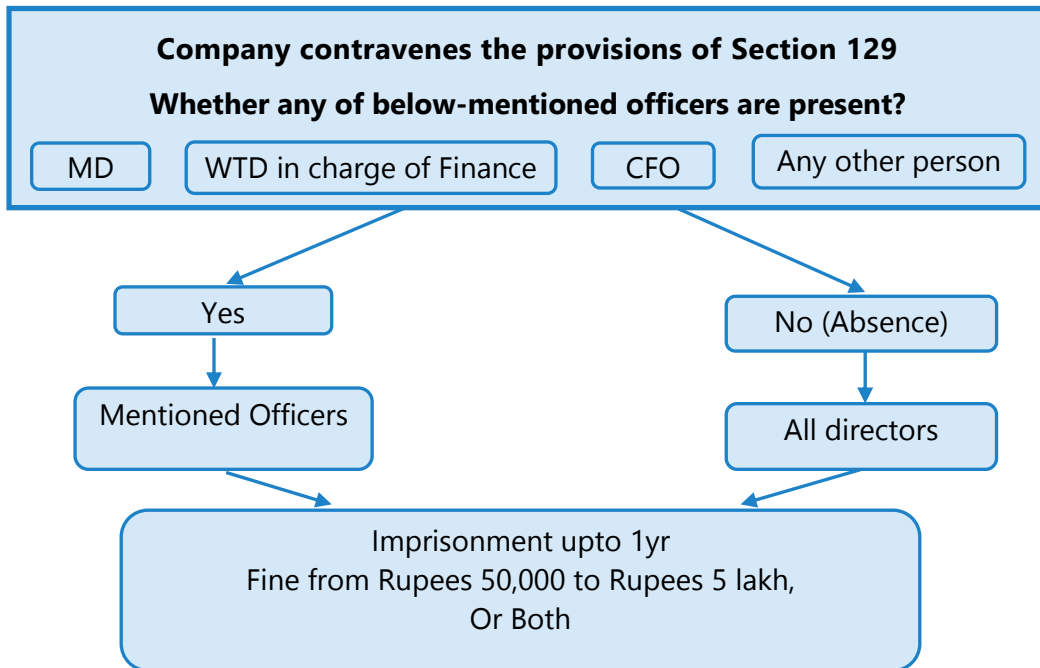 Company contravenes the provisions of Section 129
Whether any of below-mentioned officers are present?
MD
WTD in charge of Finance
CFO
Any other person
Yes
No (Absence)
Mentioned Officers
All directors
Imprisonment upto 1yr
Fine from Rupees 50,000 to Rupees 5 lakh,
Or Both